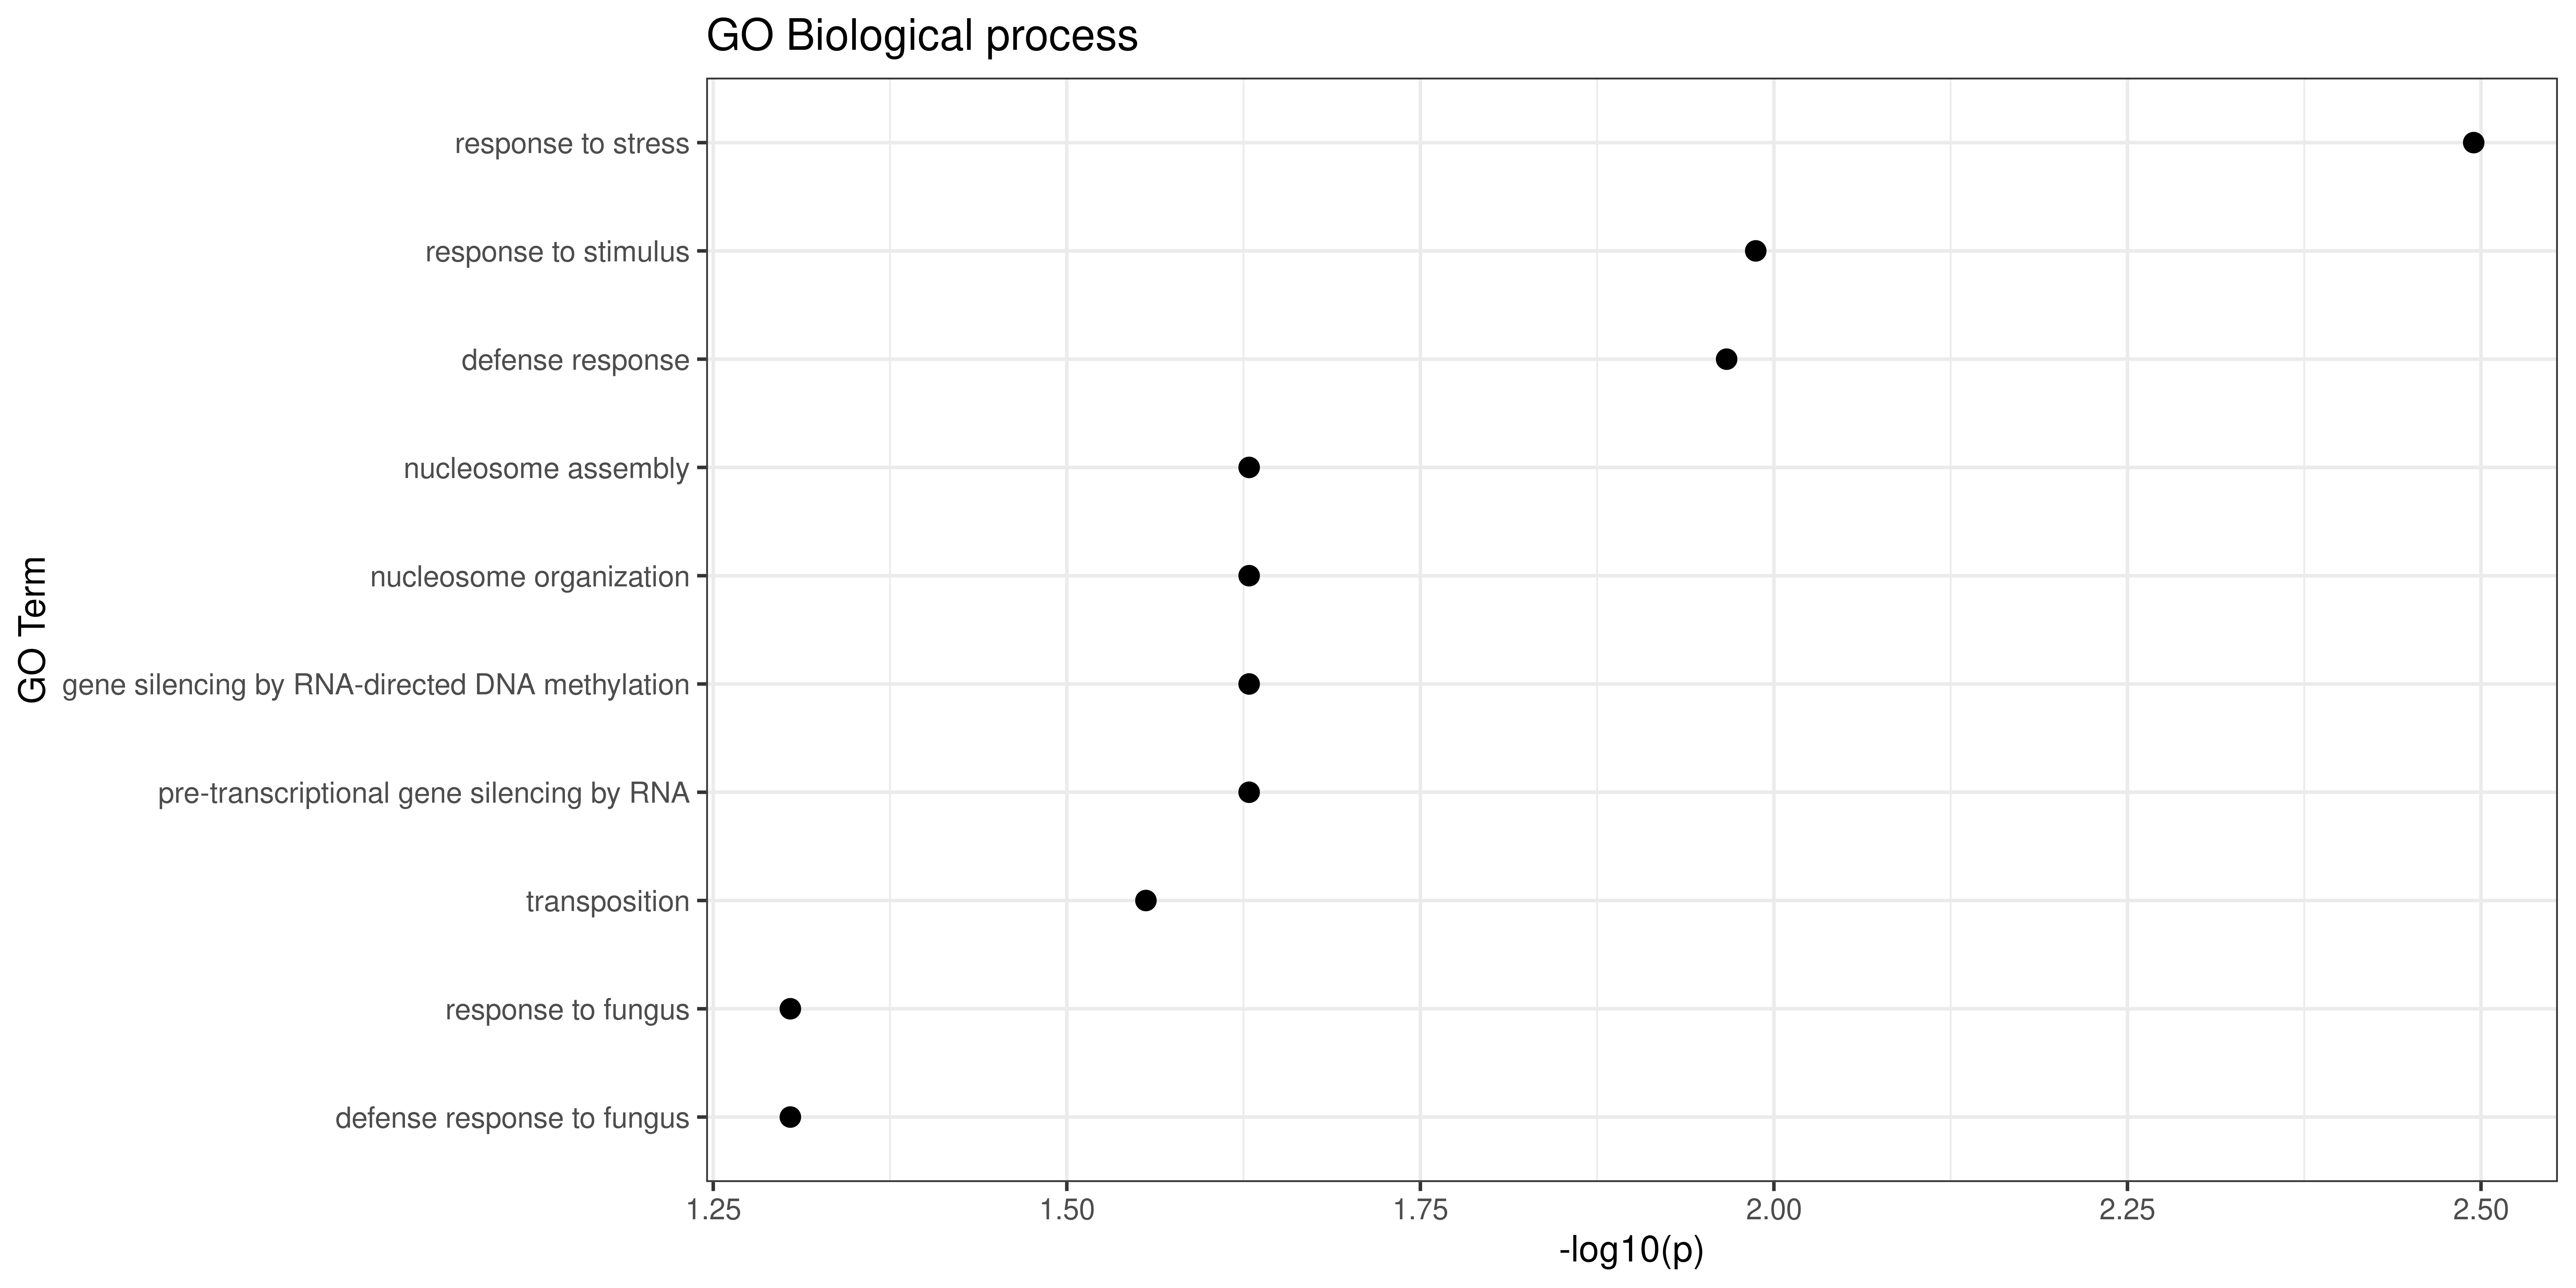 GO Biological process
GO Term
response to stress
response to stimulus
defense response
nucleosome assembly
nucleosome organization
gene silencing by RNA-directed DNA methylation
pre-transcriptional gene silencing by RNA
transposition
response to fungus
defense response to fungus
1.25 1.50 1.75 2.00 2.25 2.50
-log10(p)